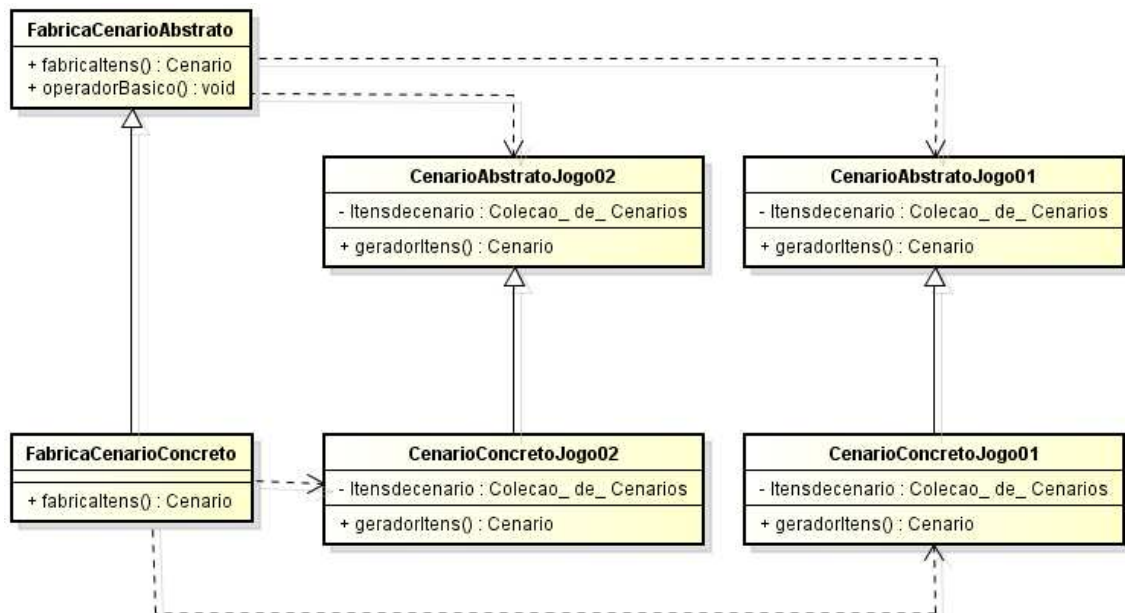 FabricaCenarioAbstrato
+ fabricaItens() : Cenario
+ operadorBasico() : void
CenarioAbstratoJogo02
- Itensdecenario : Colecao_ de_ Cenarios
+ geradorItens() : Cenario
CenarioAbstratoJogo01
- Itensdecenario : Colecao_ de_ Cenarios
+ geradorItens() : Cenario
FabricaCenarioConcreto
+ fabricaItens() : Cenario
CenarioConcretoJogo02
- Itensdecenario : Colecao_ de_ Cenarios
+ geradorItens() : Cenario
CenarioConcretoJogo01
- Itensdecenario : Colecao_ de_ Cenarios
+ geradorItens() : Cenario